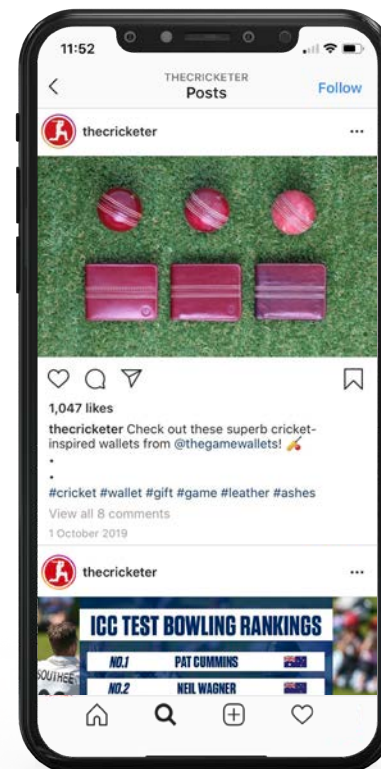 11:52
THECRICKETER
Posts
Follow
thecricketer
1,047 likes
thecricketer Check out these superb cricket-
inspired wallets from @thegamewallets! 🏏
•
•
#cricket #wallet #gift #game #leather #ashes
View all 8 comments
1 October 2019
thecricketer
ICC TEST BOWLING RANKINGS
SOUTHEE
NO.1 PAT CUMMINS
NO.2 NEIL WAGNER